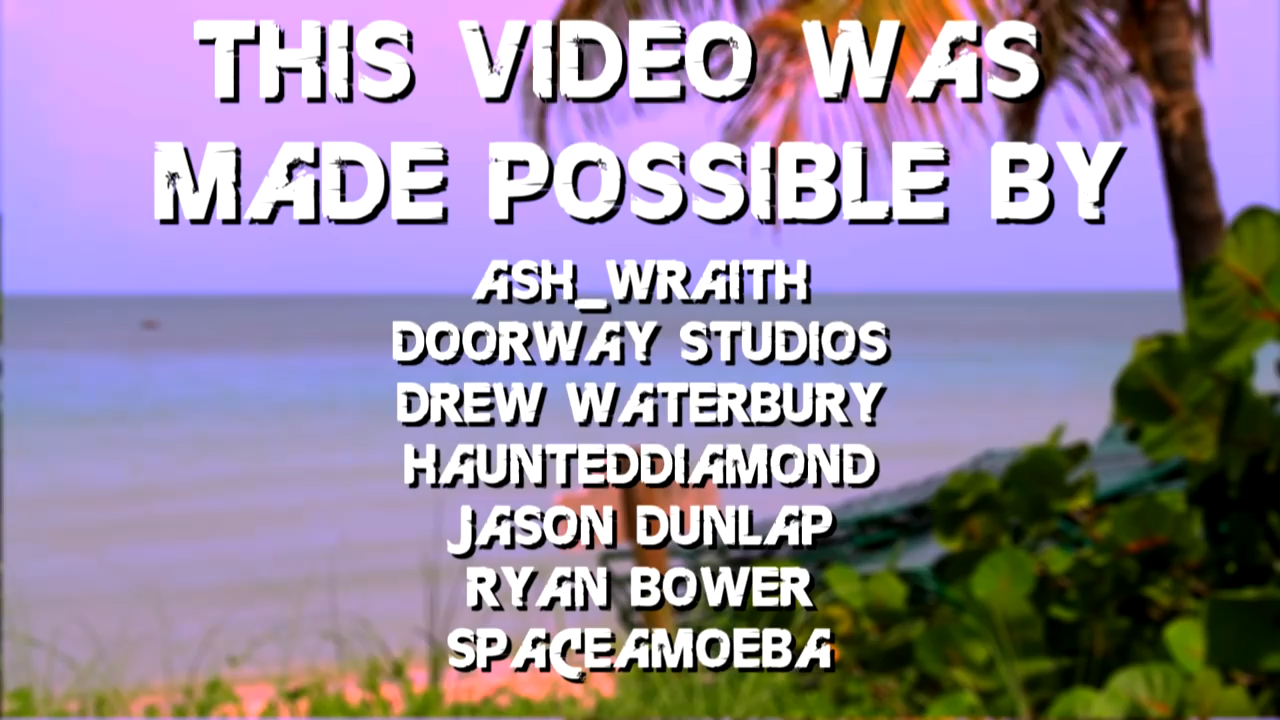 THIS VIDEO WAS
MADE POSSIBLE BY
ASH_WRAITH
DOORWAY STUDIOS
DREW WATERBURY
HAUNTEDDIAMOND
JASON DUNLAP
RYAN BOWER
SPACEAMOEBA